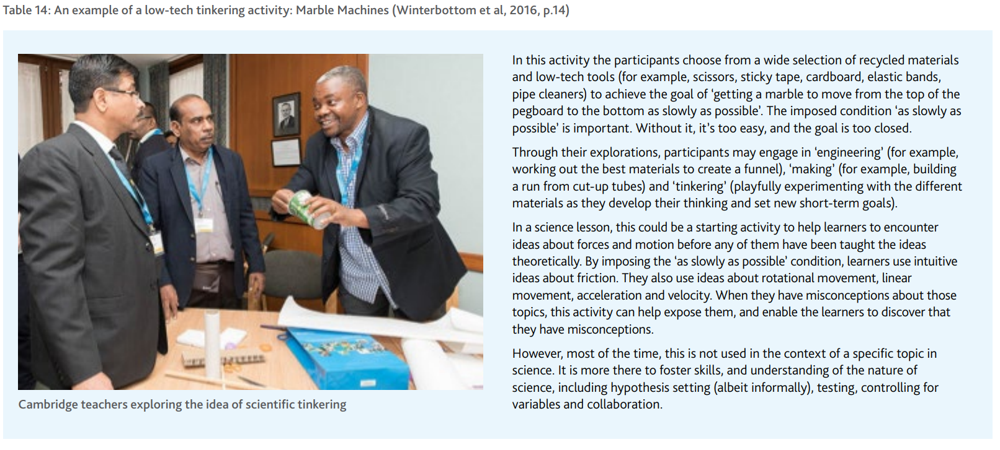 Table 14: An example of a low-tech tinkering activity: Marble Machines (Winterbottom et al, 2016, p.14)
In this activity the participants choose from a wide selection of recycled materials
and low-tech tools (for example, scissors, sticky tape, cardboard, elastic bands,
pipe cleaners) to achieve the goal of ‘getting a marble to move from the top of the
pegboard to the bottom as slowly as possible’. The imposed condition ‘as slowly as
possible’ is important. Without it, it’s too easy, and the goal is too closed.
Through their explorations, participants may engage in ‘engineering’ (for example,
working out the best materials to create a funnel), ‘making’ (for example, building
a run from cut-up tubes) and ‘tinkering’ (playfully experimenting with the different
materials as they develop their thinking and set new short-term goals).
In a science lesson, this could be a starting activity to help learners to encounter
ideas about forces and motion before any of them have been taught the ideas
theoretically. By imposing the ‘as slowly as possible’ condition, learners use intuitive
ideas about friction. They also use ideas about rotational movement, linear
movement, acceleration and velocity. When they have misconceptions about those
topics, this activity can help expose them, and enable the learners to discover that
they have misconceptions.
However, most of the time, this is not used in the context of a specific topic in
science. It is more there to foster skills, and understanding of the nature of
science, including hypothesis setting (albeit informally), testing, controlling for
variables and collaboration.
Cambridge teachers exploring the idea of scientific tinkering